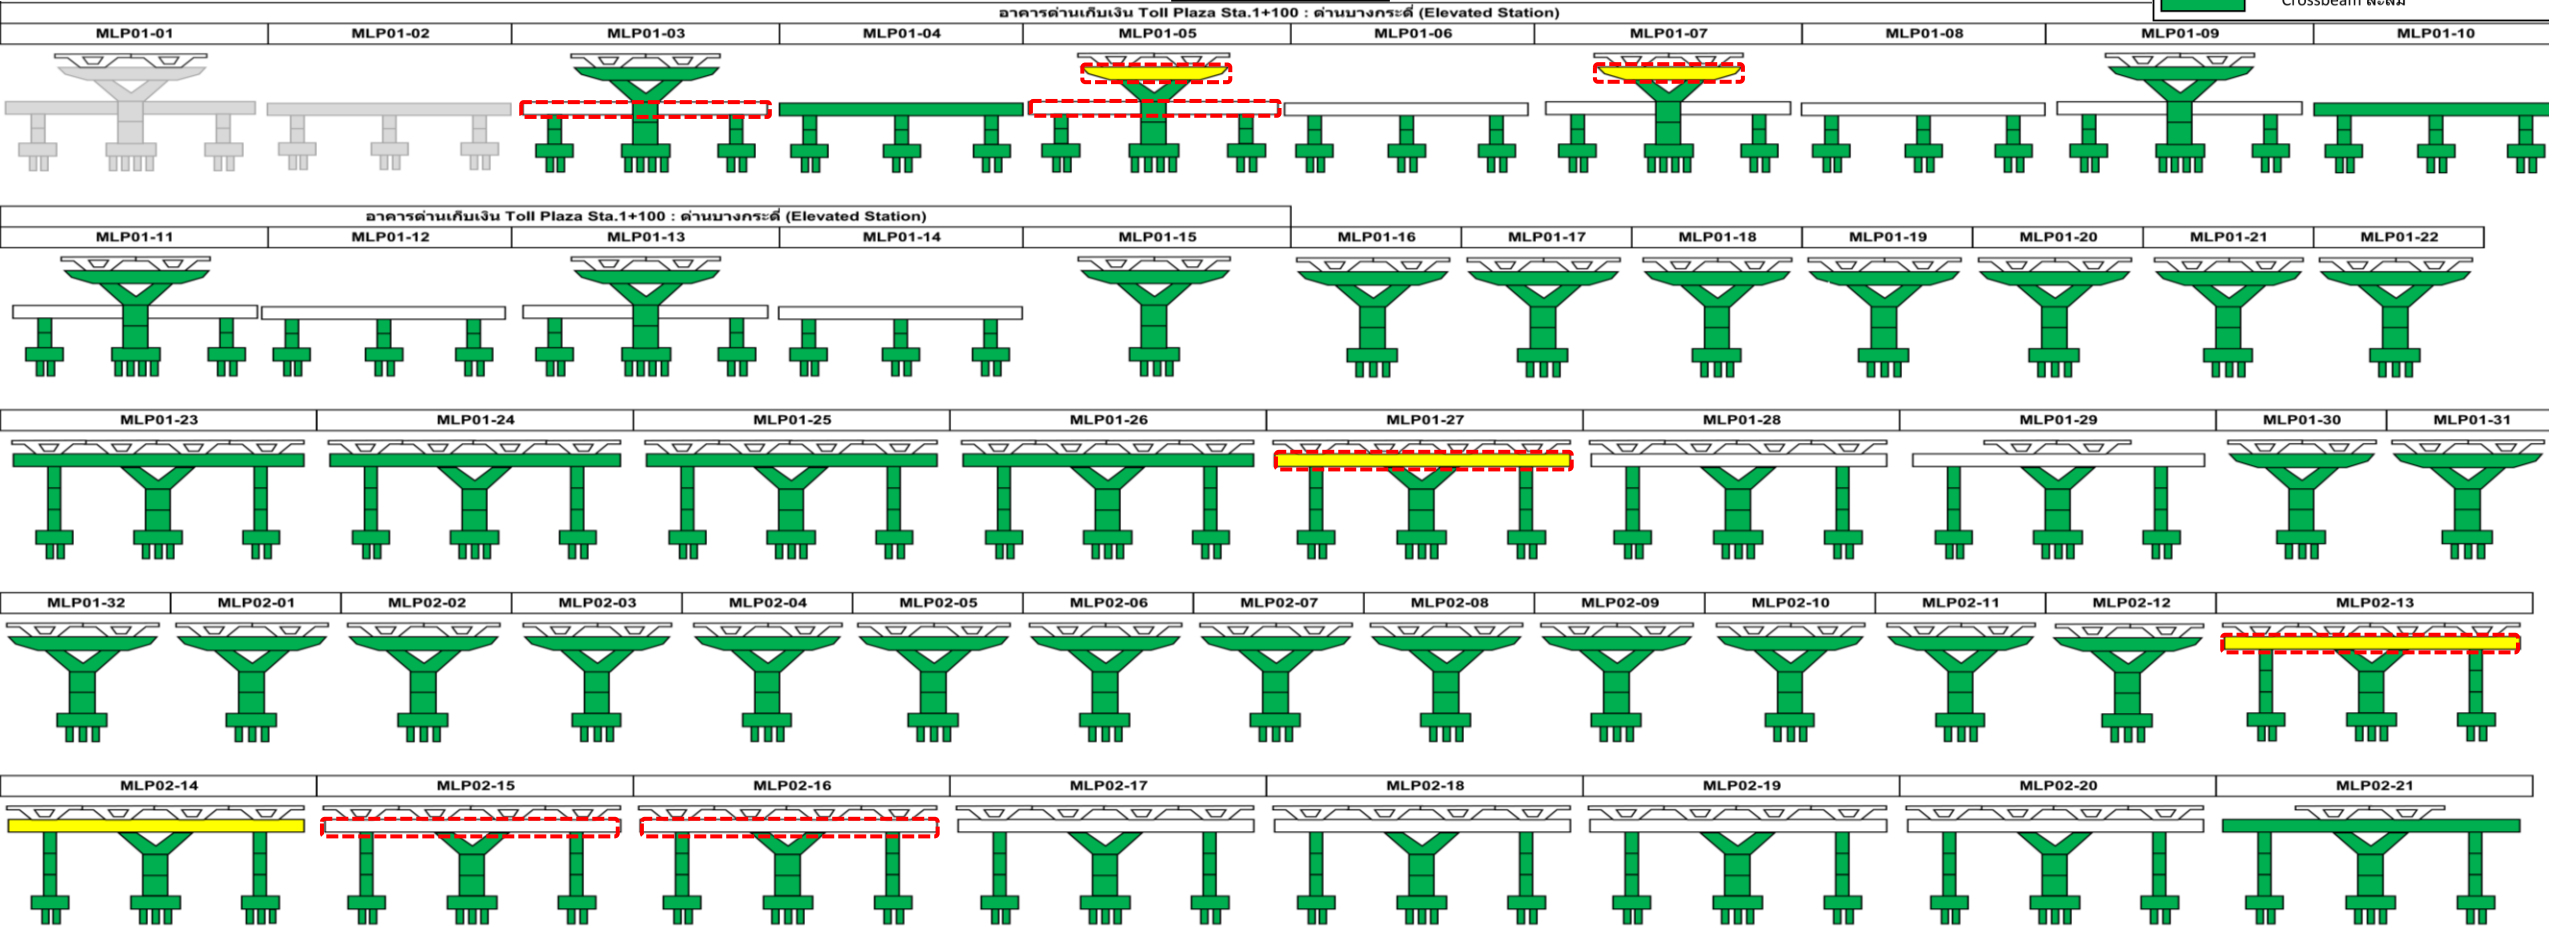 Crossbeam สะสม
อาคารด่านเก็บเงิน Toll Plaza Sta.1+100 : ด่านบางกระดี่ (Elevated Station)
MLP01-01 MLP01-02 MLP01-03 MLP01-04 MLP01-05 MLP01-06 MLP01-07 MLP01-08 MLP01-09 MLP01-10
อาคารด่านเก็บเงิน Toll Plaza Sta.1+100 : ด่านบางกระดี่ (Elevated Station)
MLP01-11 MLP01-12 MLP01-13 MLP01-14 MLP01-15 MLP01-16 MLP01-17 MLP01-18 MLP01-19 MLP01-20 MLP01-21 MLP01-22
MLP01-23 MLP01-24 MLP01-25 MLP01-26 MLP01-27 MLP01-28 MLP01-29 MLP01-30 MLP01-31
MLP01-32 MLP02-01 MLP02-02 MLP02-03 MLP02-04 MLP02-05 MLP02-06 MLP02-07 MLP02-08 MLP02-09 MLP02-10 MLP02-11 MLP02-12 MLP02-13
MLP02-14 MLP02-15 MLP02-16 MLP02-17 MLP02-18 MLP02-19 MLP02-20 MLP02-21